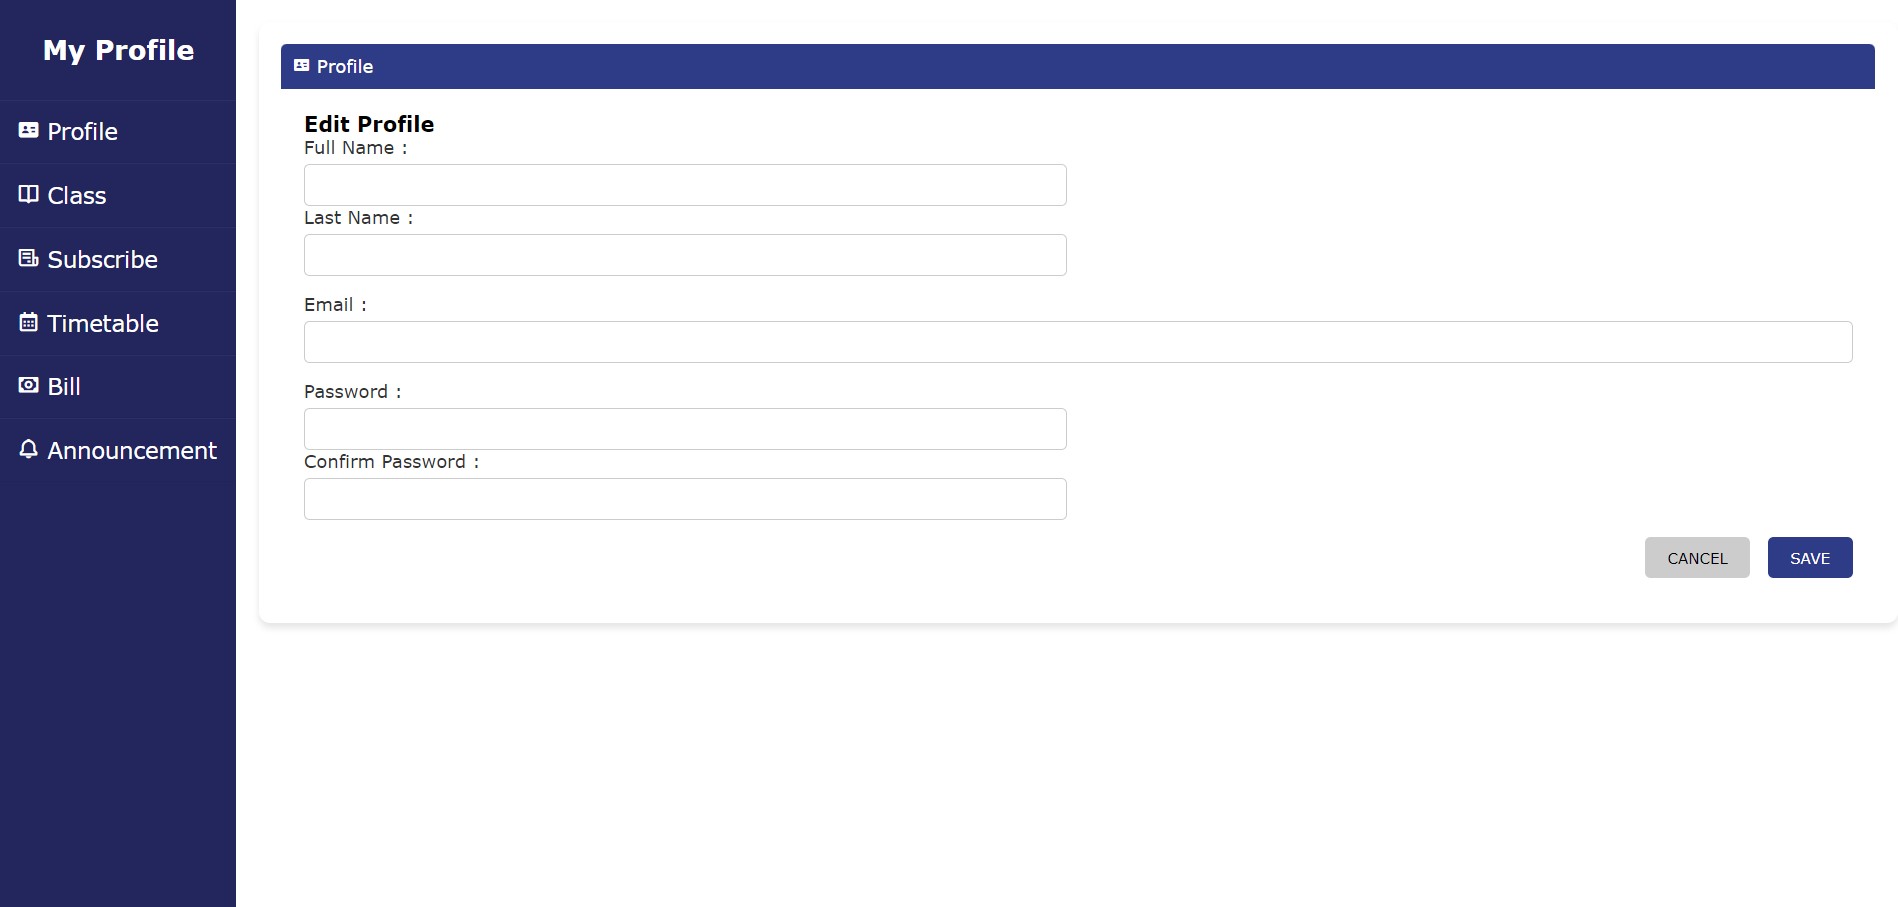 My Profile
Profile
Class
Subscribe
Timetable
Bill
Announcement
Profile
Edit Profile
Full Name :
Last Name :
Email :
Password :
Confirm Password :
CANCEL SAVE